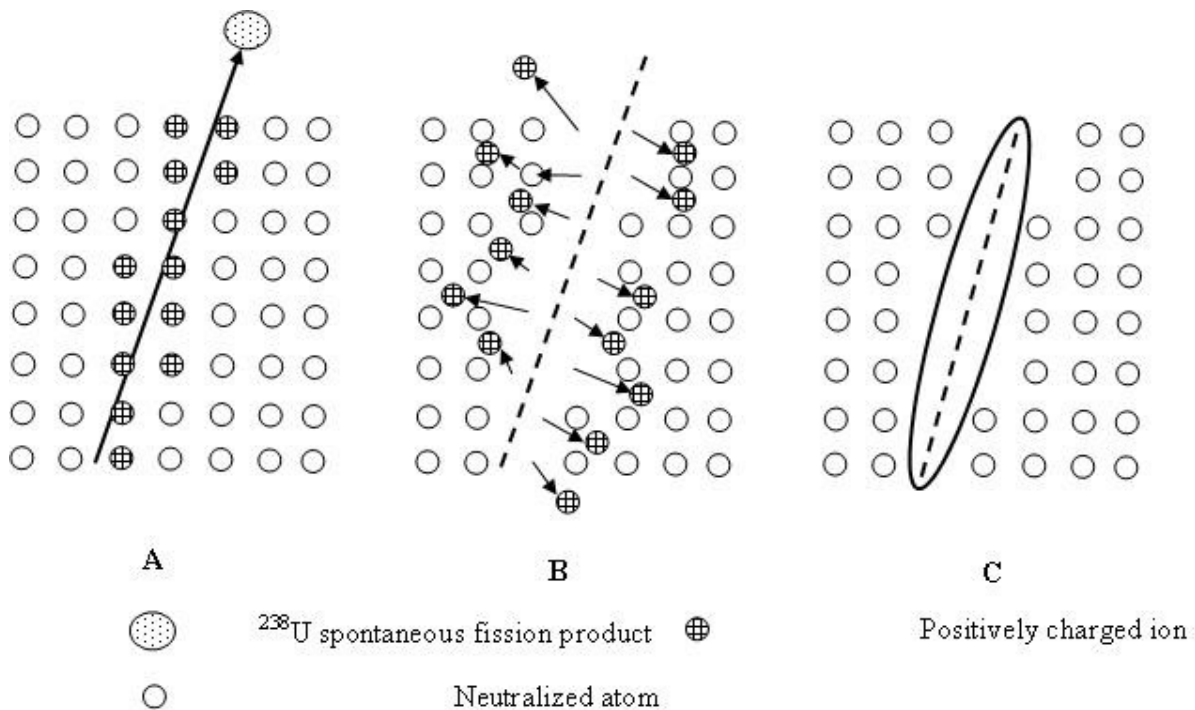 A
B
C
²³⁸U spontaneous fission product
Positively charged ion
Neutralized atom